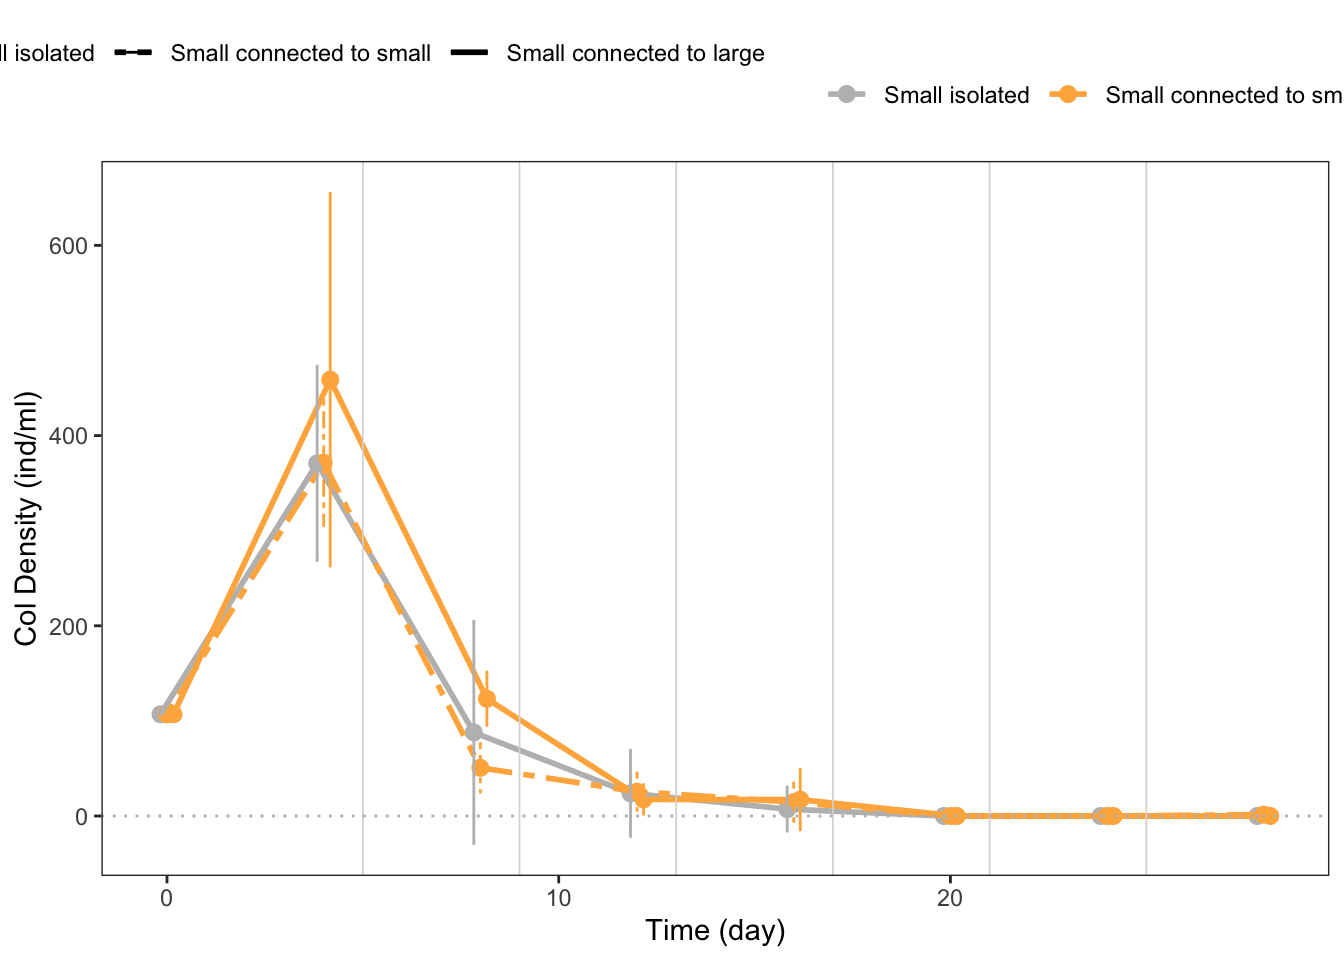 ll isolated Small connected to small Small connected to large
Small isolated Small connected to sm
600
400
200
0
Col Density (ind/ml)
0 10 20
Time (day)